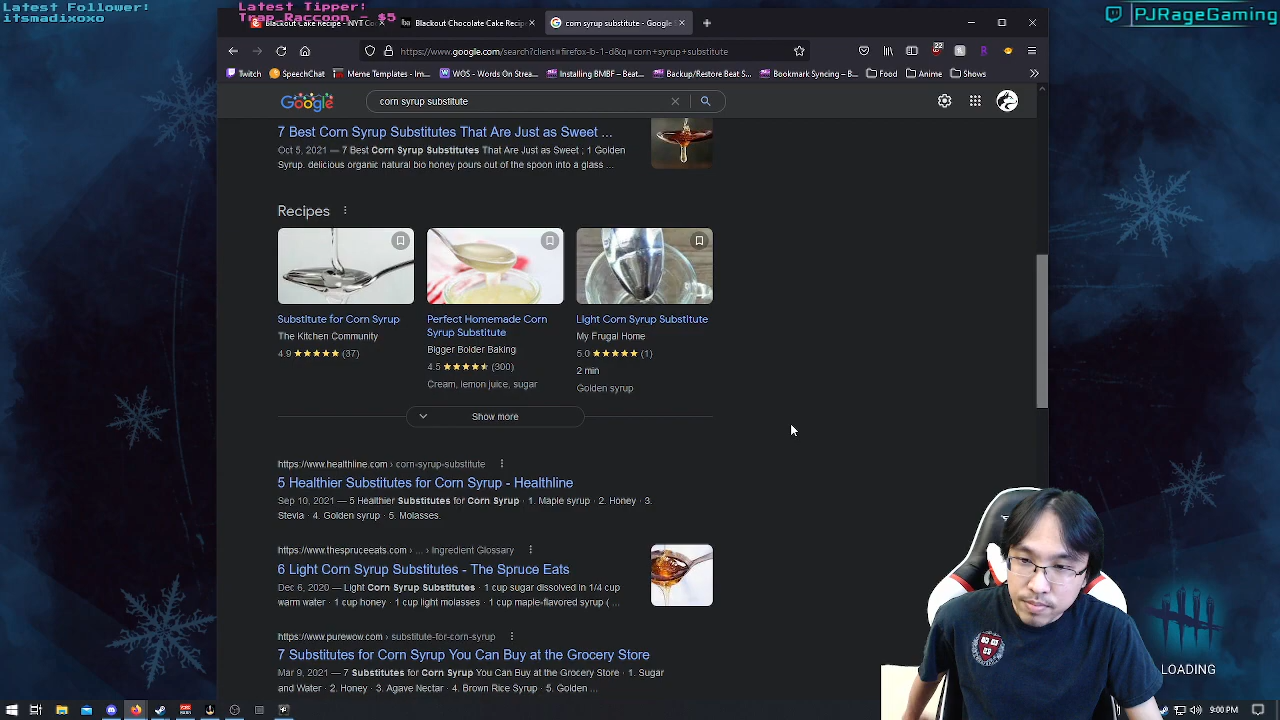 Latest Follower:
itsmadixoxo
Latest Tipper:
Trap_Raccoon $5
PJRageGaming
Blackout Cake Recipe - NYT Co
Blackout Chocolate Cake Recipe
corn syrup substitute - Google
https://www.google.com/search?client=firefox-b-1-d&q=corn+syrup+substitute
Twitch
SpeechChat
Meme Templates - Im...
WOS - Words On Strea...
Installing BMBF - Beat...
Backup/Restore Beat S...
Bookmark Syncing – B...
Food
Anime
Shows
Google
corn syrup substitute
7 Best Corn Syrup Substitutes That Are Just as Sweet ...
Oct 5, 2021 — 7 Best Corn Syrup Substitutes That Are Just as Sweet ; 1 Golden
Syrup. delicious organic natural bio honey pours out of the spoon into a glass ...
Recipes
Substitute for Corn Syrup
The Kitchen Community
4.9 ★★★★★ (37)
Perfect Homemade Corn
Syrup Substitute
Bigger Bolder Baking
4.5 (300)
Cream, lemon juice, sugar
Light Corn Syrup Substitute
My Frugal Home
5.0 ★★★★★ (1)
2 min
Golden syrup
Show more
https://www.healthline.com › corn-syrup-substitute
5 Healthier Substitutes for Corn Syrup - Healthline
Sep 10, 2021 — 5 Healthier Substitutes for Corn Syrup · 1. Maple syrup · 2. Honey · 3.
Stevia · 4. Golden syrup · 5. Molasses.
https://www.thespruceeats.com › ... › Ingredient Glossary
6 Light Corn Syrup Substitutes - The Spruce Eats
Dec 6, 2022 — Light Corn Syrup Substitutes · 1 cup sugar dissolved in 1/4 cup
warm water · 1 cup honey · 1 cup light molasses · 1 cup maple-flavored syrup ( ...
https://www.purewow.com › substitute-for-corn-syrup
7 Substitutes for Corn Syrup You Can Buy at the Grocery Store
Mar 9, 2021 — 7 Substitutes for Corn Syrup You Can Buy at the Grocery Store · 1. Sugar
and Water · 2. Honey · 3. Agave Nectar · 4. Brown Rice Syrup · 5. Golden ...
LOADING
9:00 PM